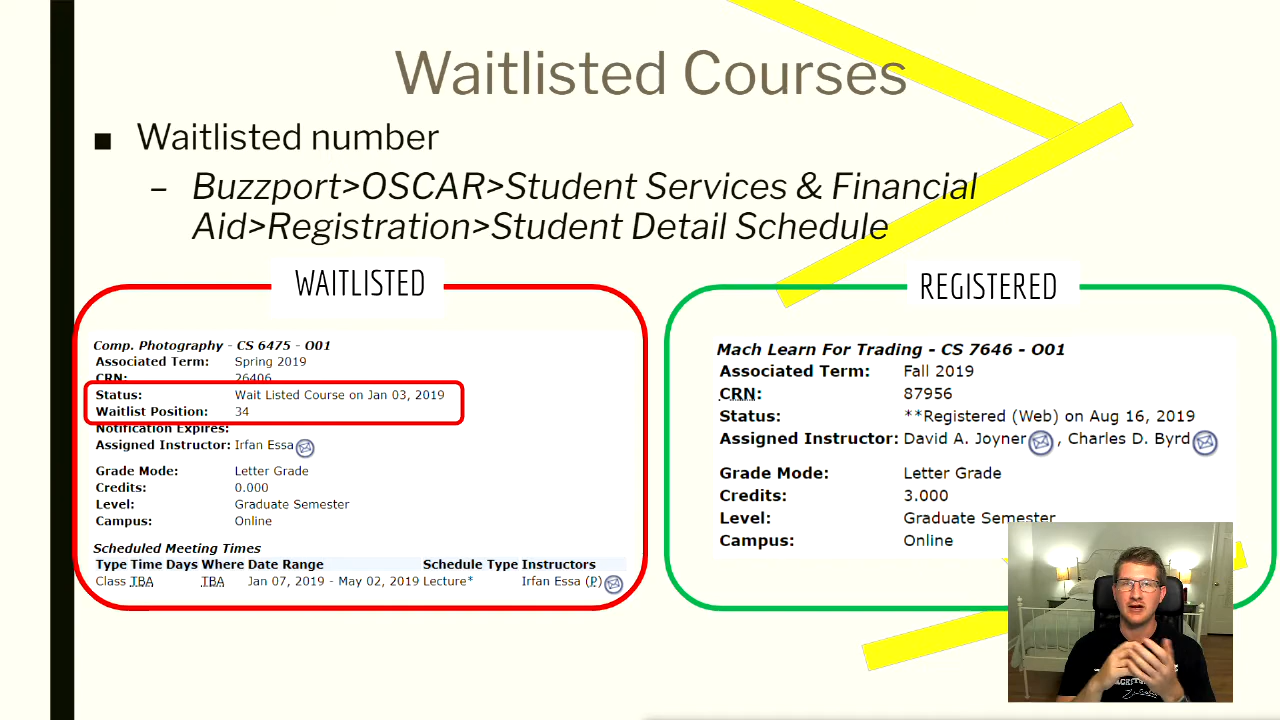 Waitlisted Courses
■ Waitlisted number
– Buzzport>OSCAR>Student Services & Financial
Aid>Registration>Student Detail Schedule
WAITLISTED
Comp. Photography - CS 6475 - O01
Associated Term: Spring 2019
CRN: 26406
Status: Wait Listed Course on Jan 03, 2019
Waitlist Position: 34
Notification Expires:
Assigned Instructor: Irfan Essa
Grade Mode: Letter Grade
Credits: 0.000
Level: Graduate Semester
Campus: Online
Scheduled Meeting Times
Type Time Days Where Date Range Schedule Type Instructors
Class TBA TBA Jan 07, 2019 - May 02, 2019 Lecture* Irfan Essa (P)
REGISTERED
Mach Learn For Trading - CS 7646 - O01
Associated Term: Fall 2019
CRN: 87956
Status: **Registered (Web) on Aug 16, 2019
Assigned Instructor: David A. Joyner , Charles D. Byrd
Grade Mode: Letter Grade
Credits: 3.000
Level: Graduate Semester
Campus: Online